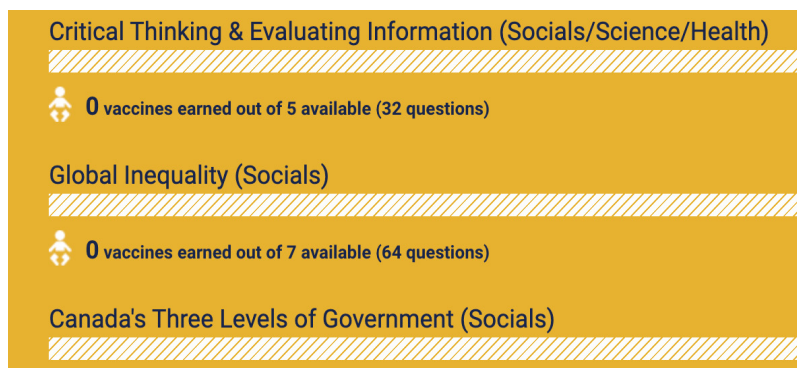 Critical Thinking & Evaluating Information (Socials/Science/Health)
0 vaccines earned out of 5 available (32 questions)
Global Inequality (Socials)
0 vaccines earned out of 7 available (64 questions)
Canada's Three Levels of Government (Socials)